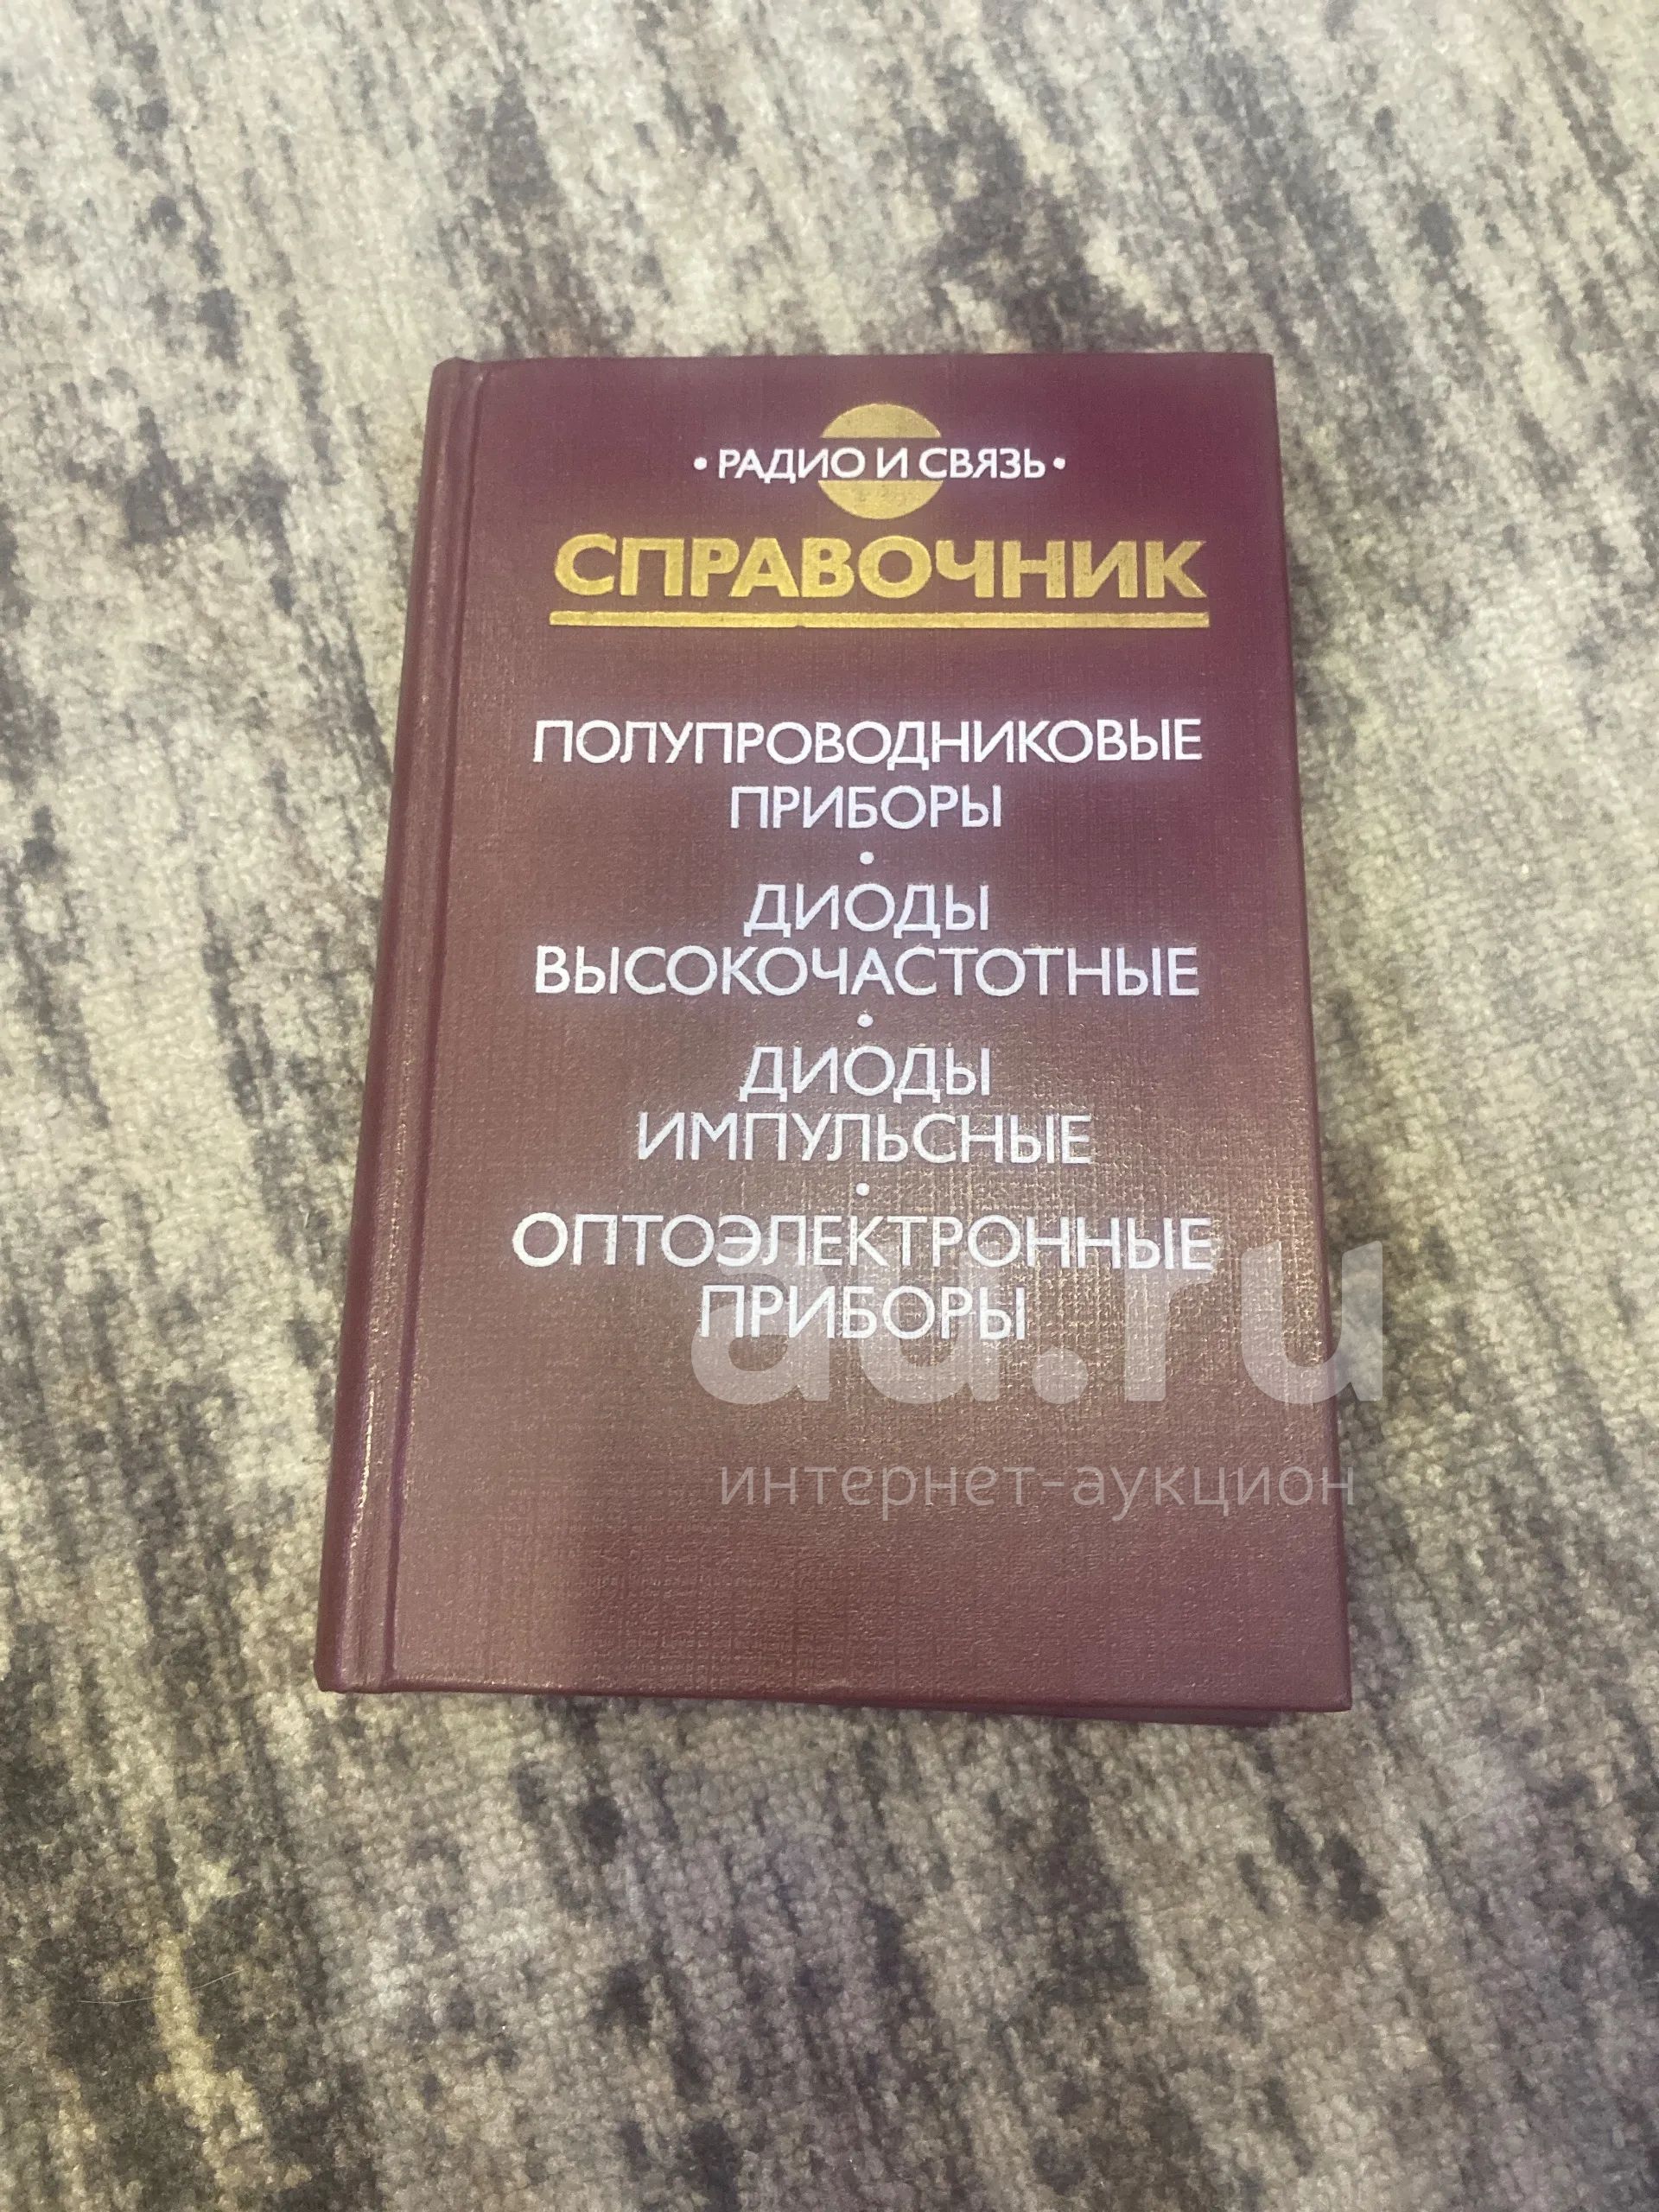 • РАДИО И СВЯЗЬ •
СПРАВОЧНИК
ПОЛУПРОВОДНИКОВЫЕ
ПРИБОРЫ
•
ДИОДЫ
ВЫСОКОЧАСТОТНЫЕ
•
ДИОДЫ
ИМПУЛЬСНЫЕ
•
ОПТОЭЛЕКТРОННЫЕ
ПРИБОРЫ
au.ru
интернет-аукцион